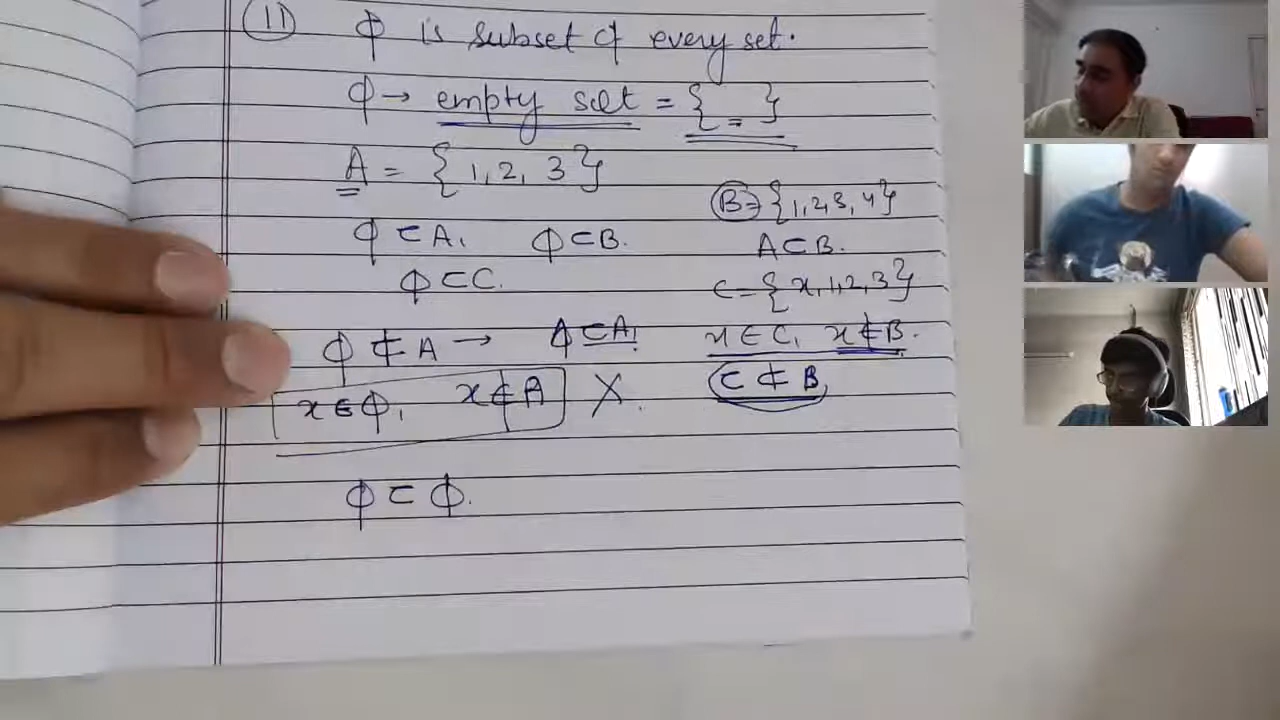 (11) ϕ is subset of every set.
ϕ → empty set = { }
A = {1, 2, 3}
B = {1, 2, 3, 4}
ϕ ⊂ A, ϕ ⊂ B.
A ⊂ B.
ϕ ⊂ C.
C = {x, 1, 2, 3}
ϕ ⊄ A → ϕ ⊂ A,
x ∈ C, x ∉ B.
x ∈ ϕ, x ∉ A X.
C ⊄ B
ϕ ⊂ ϕ.